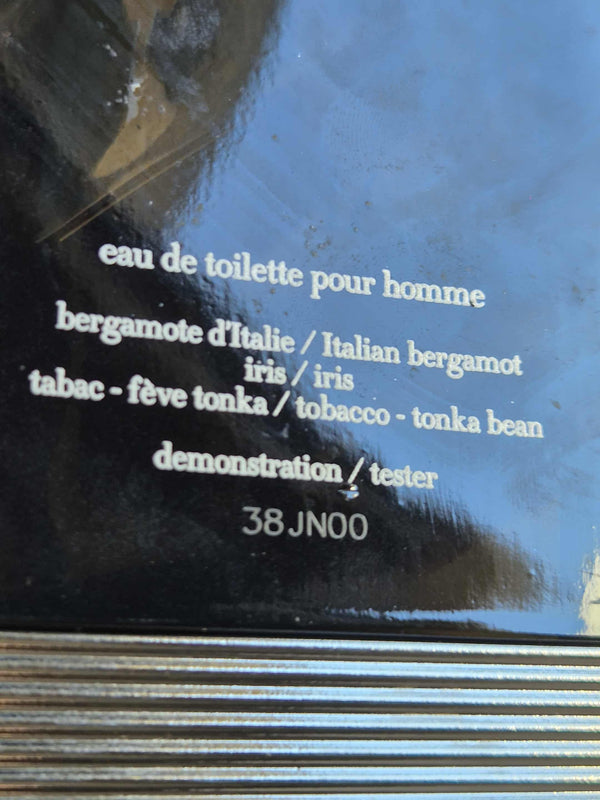 eau de toilette pour homme
bergamote d'Italie / Italian bergamot
iris / iris
tabac - fève tonka / tobacco - tonka bean
demonstration / tester
38JN00